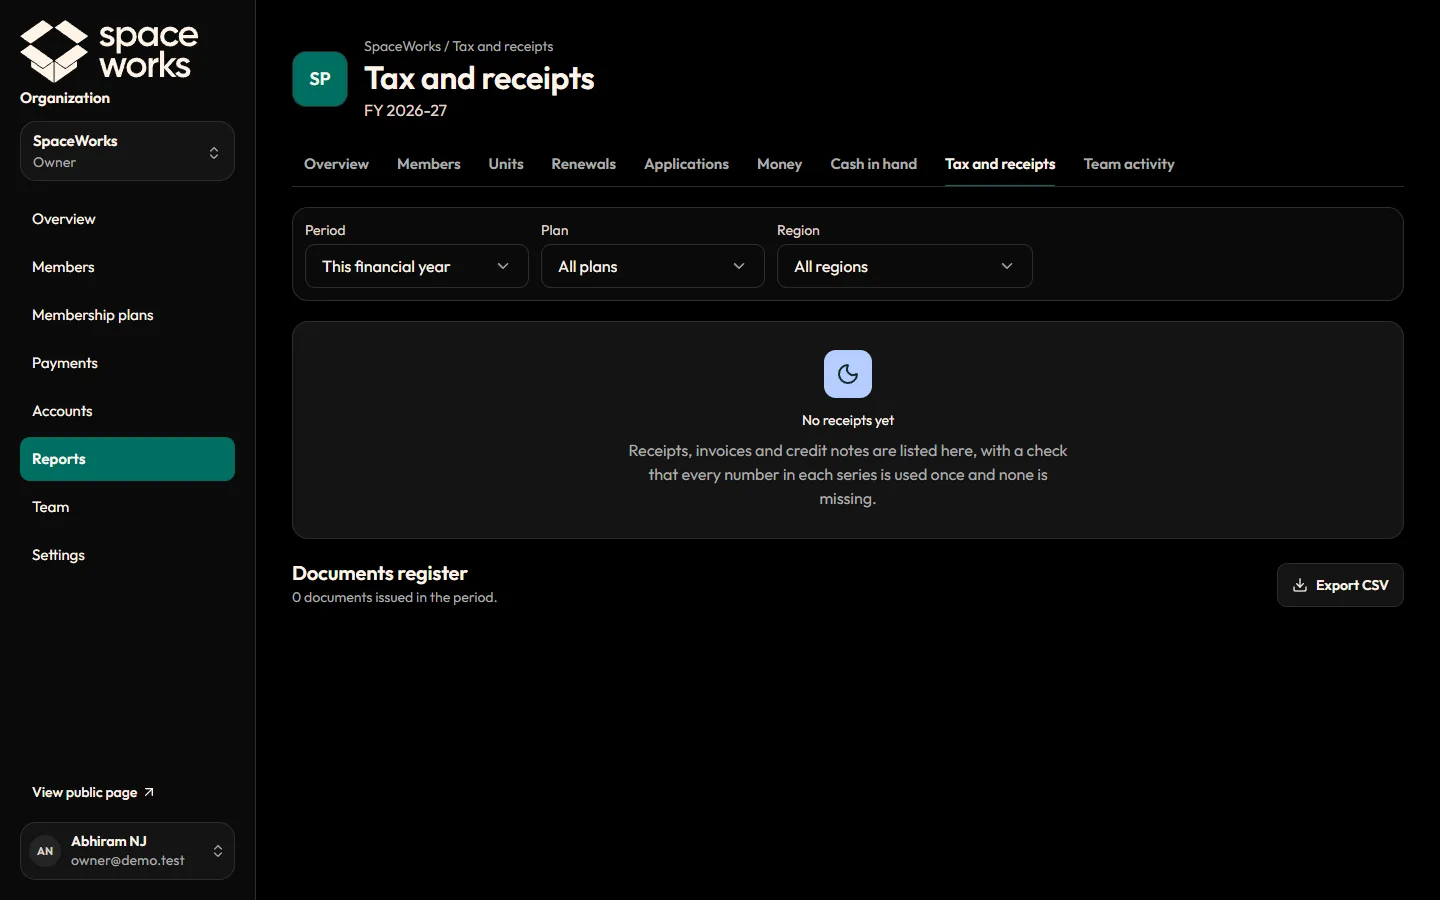 space
works
Organization
SpaceWorks
Owner
Overview
Members
Membership plans
Payments
Accounts
Reports
Team
Settings
View public page
AN
Abhiram NJ
owner@demo.test
SP
SpaceWorks / Tax and receipts
Tax and receipts
FY 2026-27
Overview Members Units Renewals Applications Money Cash in hand Tax and receipts Team activity
Period Plan Region
This financial year All plans All regions
No receipts yet
Receipts, invoices and credit notes are listed here, with a check
that every number in each series is used once and none is
missing.
Documents register
0 documents issued in the period.
Export CSV